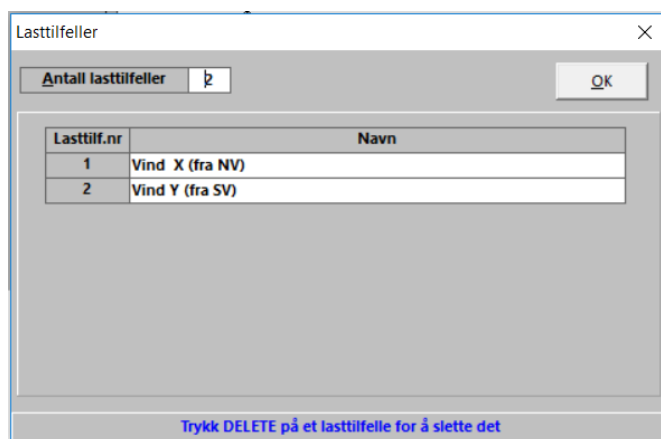 Lasttilfeller
Antall lasttilfeller 2
OK
Lasttilf.nr Navn
1 Vind X (fra NV)
2 Vind Y (fra SV)
Trykk DELETE på et lasttilfelle for å slette det